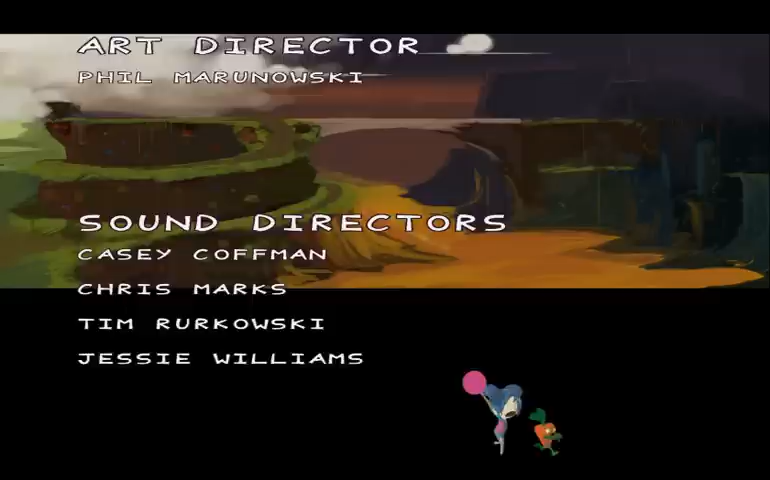 ART DIRECTOR
PHIL MARUNOWSKI
SOUND DIRECTORS
CASEY COFFMAN
CHRIS MARKS
TIM RURKOWSKI
JESSIE WILLIAMS